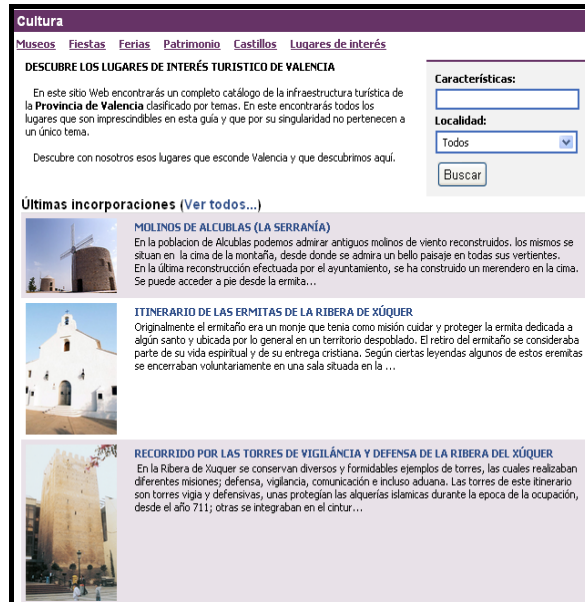 Cultura
Museos Fiestas Ferias Patrimonio Castillos Lugares de interés
DESCUBRE LOS LUGARES DE INTERÉS TURISTICO DE VALENCIA
En este sitio Web encontrarás un completo catálogo de la infraestructura turística de
la Provincia de Valencia clasificado por temas. En este encontrarás todos los
lugares que son imprescindibles en esta guía y que por su singularidad no pertenecen a
un único tema.
Descubre con nosotros esos lugares que esconde Valencia y que descubrimos aquí.
Características:
Localidad:
Todos
Buscar
Últimas incorporaciones (Ver todos...)
MOLINOS DE ALCUBLAS (LA SERRANÍA)
En la poblacion de Alcublas podemos admirar antiguos molinos de viento reconstruidos. los mismos se
situan en la cima de la montaña, desde donde se admira un bello paisaje en todas sus vertientes.
En la última reconstrucción efectuada por el ayuntamiento, se ha construido un merendero en la cima.
Se puede acceder a pie desde la ermita...
ITINERARIO DE LAS ERMITAS DE LA RIBERA DE XÚQUER
Originalmente el ermitaño era un monje que tenia como misión cuidar y proteger la ermita dedicada a
algún santo y ubicada por lo general en un territorio despoblado. El retiro del ermitaño se consideraba
parte de su vida espiritual y de su entrega cristiana. Según ciertas leyendas algunos de estos eremitas
se encerraban voluntariamente en una sala situada en la ...
RECORRIDO POR LAS TORRES DE VIGILÁNCIA Y DEFENSA DE LA RIBERA DEL XÚQUER
En la Ribera de Xuquer se conservan diversos y formidables ejemplos de torres, las cuales realizaban
diferentes misiones; defensa, vigilancia, comunicación e incluso aduana. Las torres de este itinerario
son torres vigia y defensivas, unas protegían las alquerías islamicas durante la epoca de la ocupación,
desde el año 711; otras se integraban en el cintur...